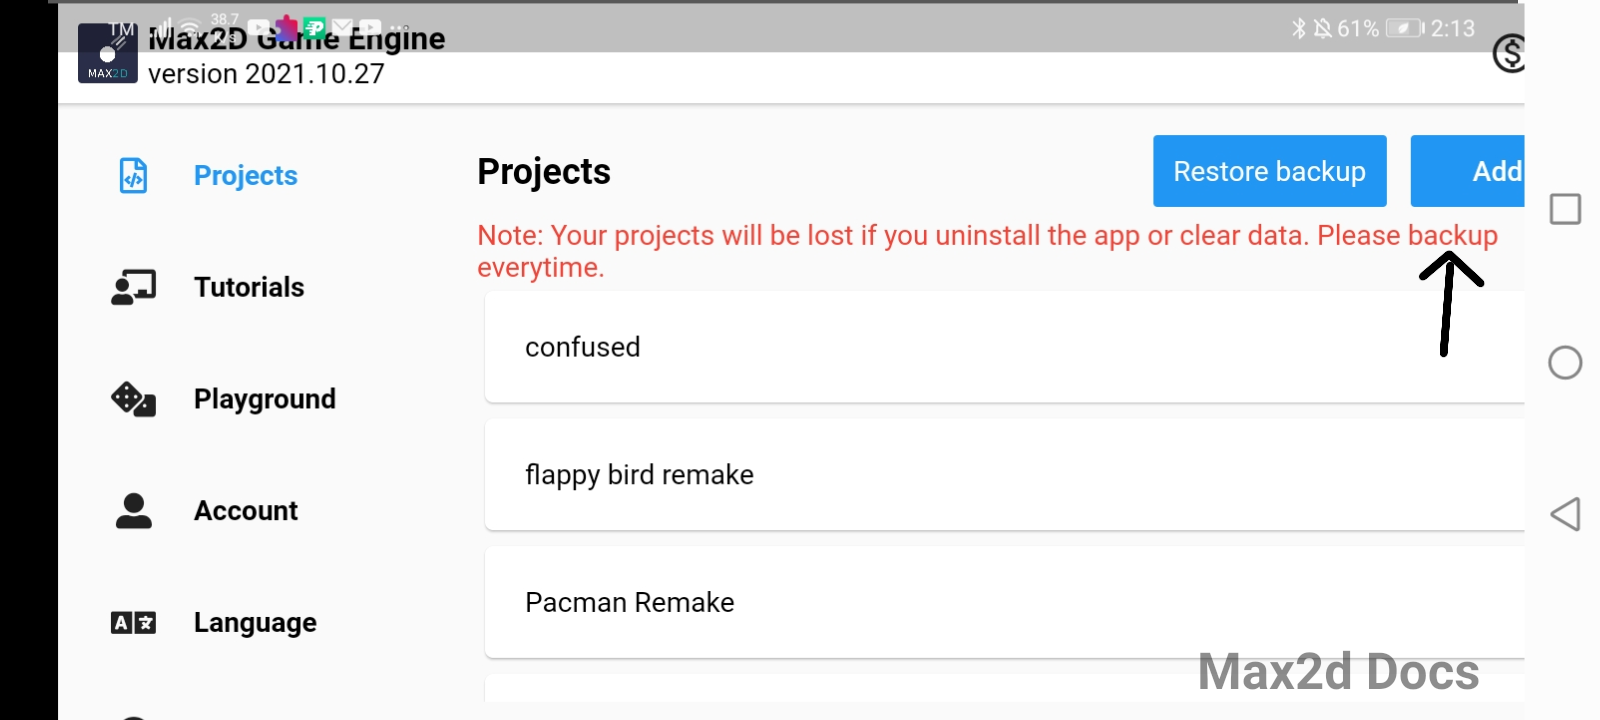 TM
38.7
61% 2:13
Max2D Game Engine
MAX2D
version 2021.10.27
Projects
Tutorials
Playground
Account
Language
Projects
Restore backup
Add
Note: Your projects will be lost if you uninstall the app or clear data. Please backup
everytime.
confused
flappy bird remake
Pacman Remake
Max2d Docs